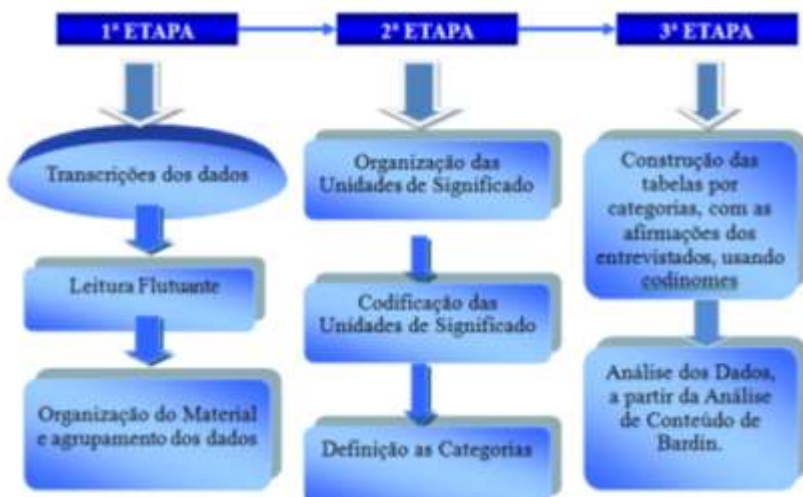 1ª ETAPA
2ª ETAPA
3ª ETAPA
Transcrições dos dados
Leitura Flutuante
Organização do Material
e agrupamento dos dados
Organização das
Unidades de Significado
Codificação das
Unidades de Significado
Definição as Categorias
Construção das
tabelas por
categorias, com as
afirmações dos
entrevistados, usando
codinomes
Análise dos Dados,
a partir da Análise
de Conteúdo de
Bardin.